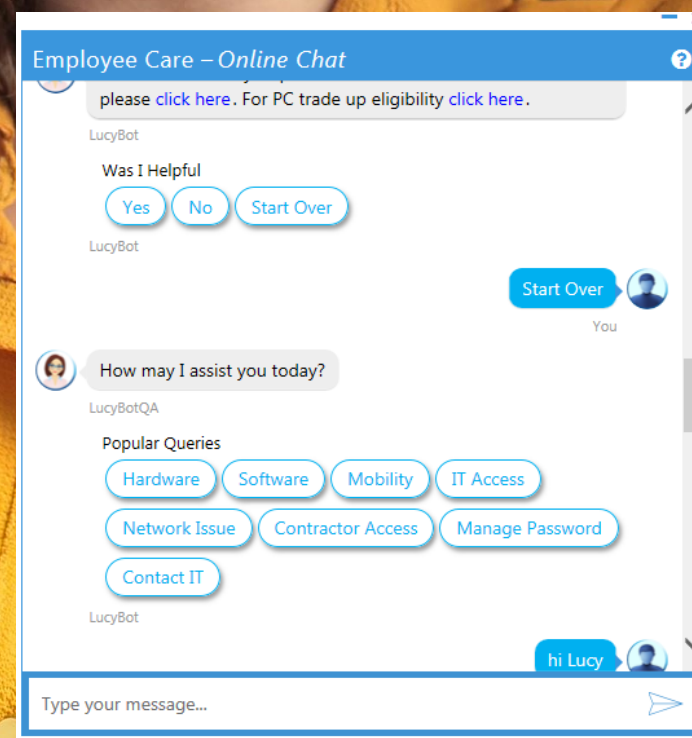 Employee Care – Online Chat
?
please click here. For PC trade up eligibility click here.
LucyBot
Was I Helpful
Yes No Start Over
LucyBot
Start Over
You
How may I assist you today?
LucyBotQA
Popular Queries
Hardware Software Mobility IT Access
Network Issue Contractor Access Manage Password
Contact IT
LucyBot
hi Lucy
Type your message...